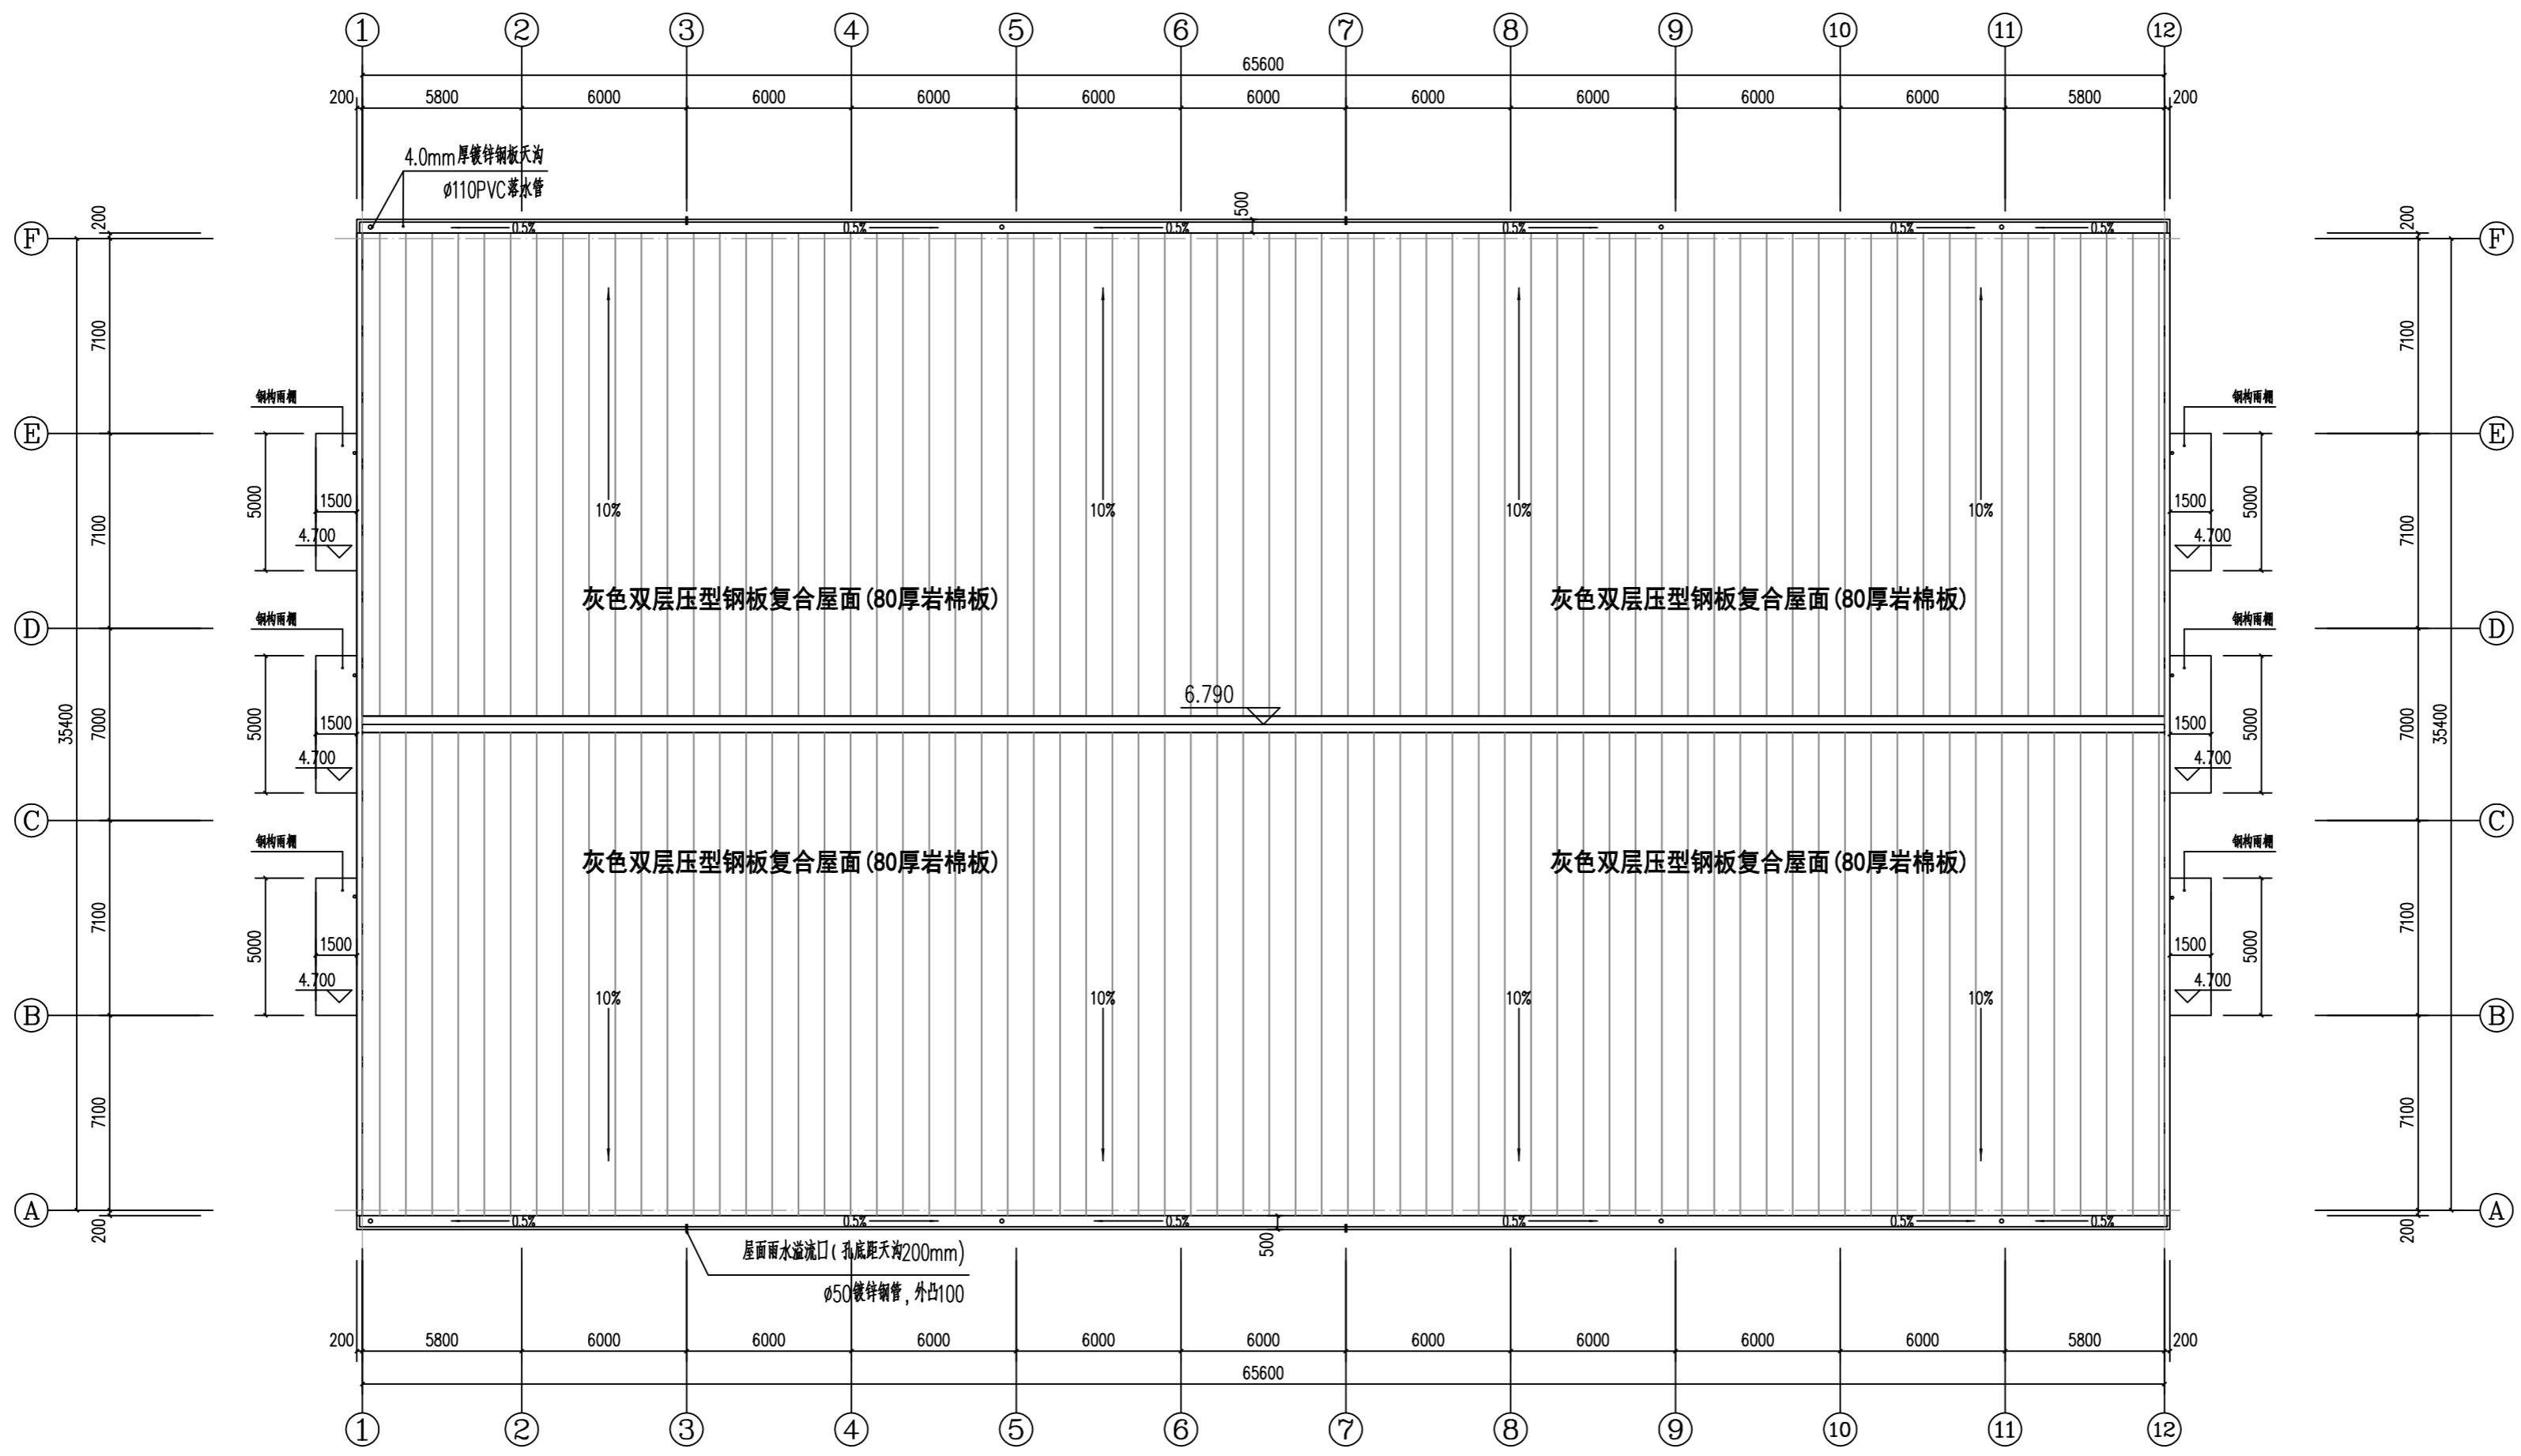 1 2 3 4 5 6 7 8 9 10 11 12
65600
200 5800 6000 6000 6000 6000 6000 6000 6000 6000 6000 5800 200
4.0mm厚镀锌钢板天沟
ø110PVC落水管
500
200 200
F F
0.5% 0.5% 0.5% 0.5% 0.5% 0.5%
7100 7100
钢构雨棚 钢构雨棚
E E
5000 1500 10% 10% 10% 10% 1500 5000
7100 7100
4.700 4.700
灰色双层压型钢板复合屋面(80厚岩棉板) 灰色双层压型钢板复合屋面(80厚岩棉板)
钢构雨棚 钢构雨棚
D D
6.790
35400 7000 5000 1500 1500 5000 7000 35400
4.700 4.700
C C
钢构雨棚 钢构雨棚
灰色双层压型钢板复合屋面(80厚岩棉板) 灰色双层压型钢板复合屋面(80厚岩棉板)
7100 5000 1500 1500 5000 7100
4.700 4.700
10% 10% 10% 10%
B B
7100 7100
A A
0.5% 0.5% 0.5% 0.5% 0.5% 0.5%
200 200
500
屋面雨水溢流口(孔底距天沟200mm)
ø50镀锌钢管,外凸100
200 5800 6000 6000 6000 6000 6000 6000 6000 6000 6000 5800 200
65600
1 2 3 4 5 6 7 8 9 10 11 12